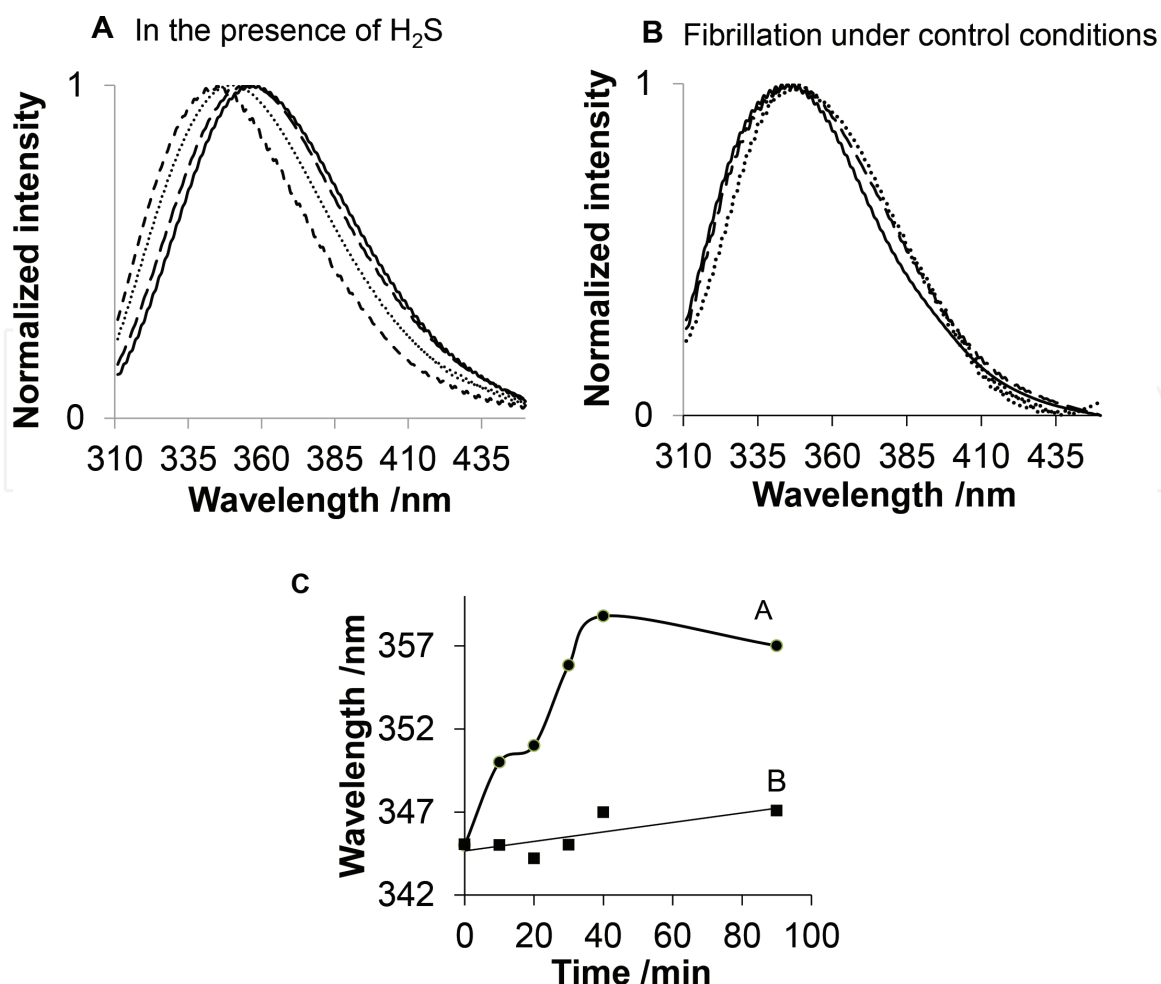 A In the presence of H₂S
1
0
Normalized intensity
310 335 360 385 410 435
Wavelength /nm
B Fibrillation under control conditions
1
0
Normalized intensity
310 335 360 385 410 435
Wavelength /nm
C
Wavelength /nm
357
352
347
342
A
B
0 20 40 60 80 100
Time /min